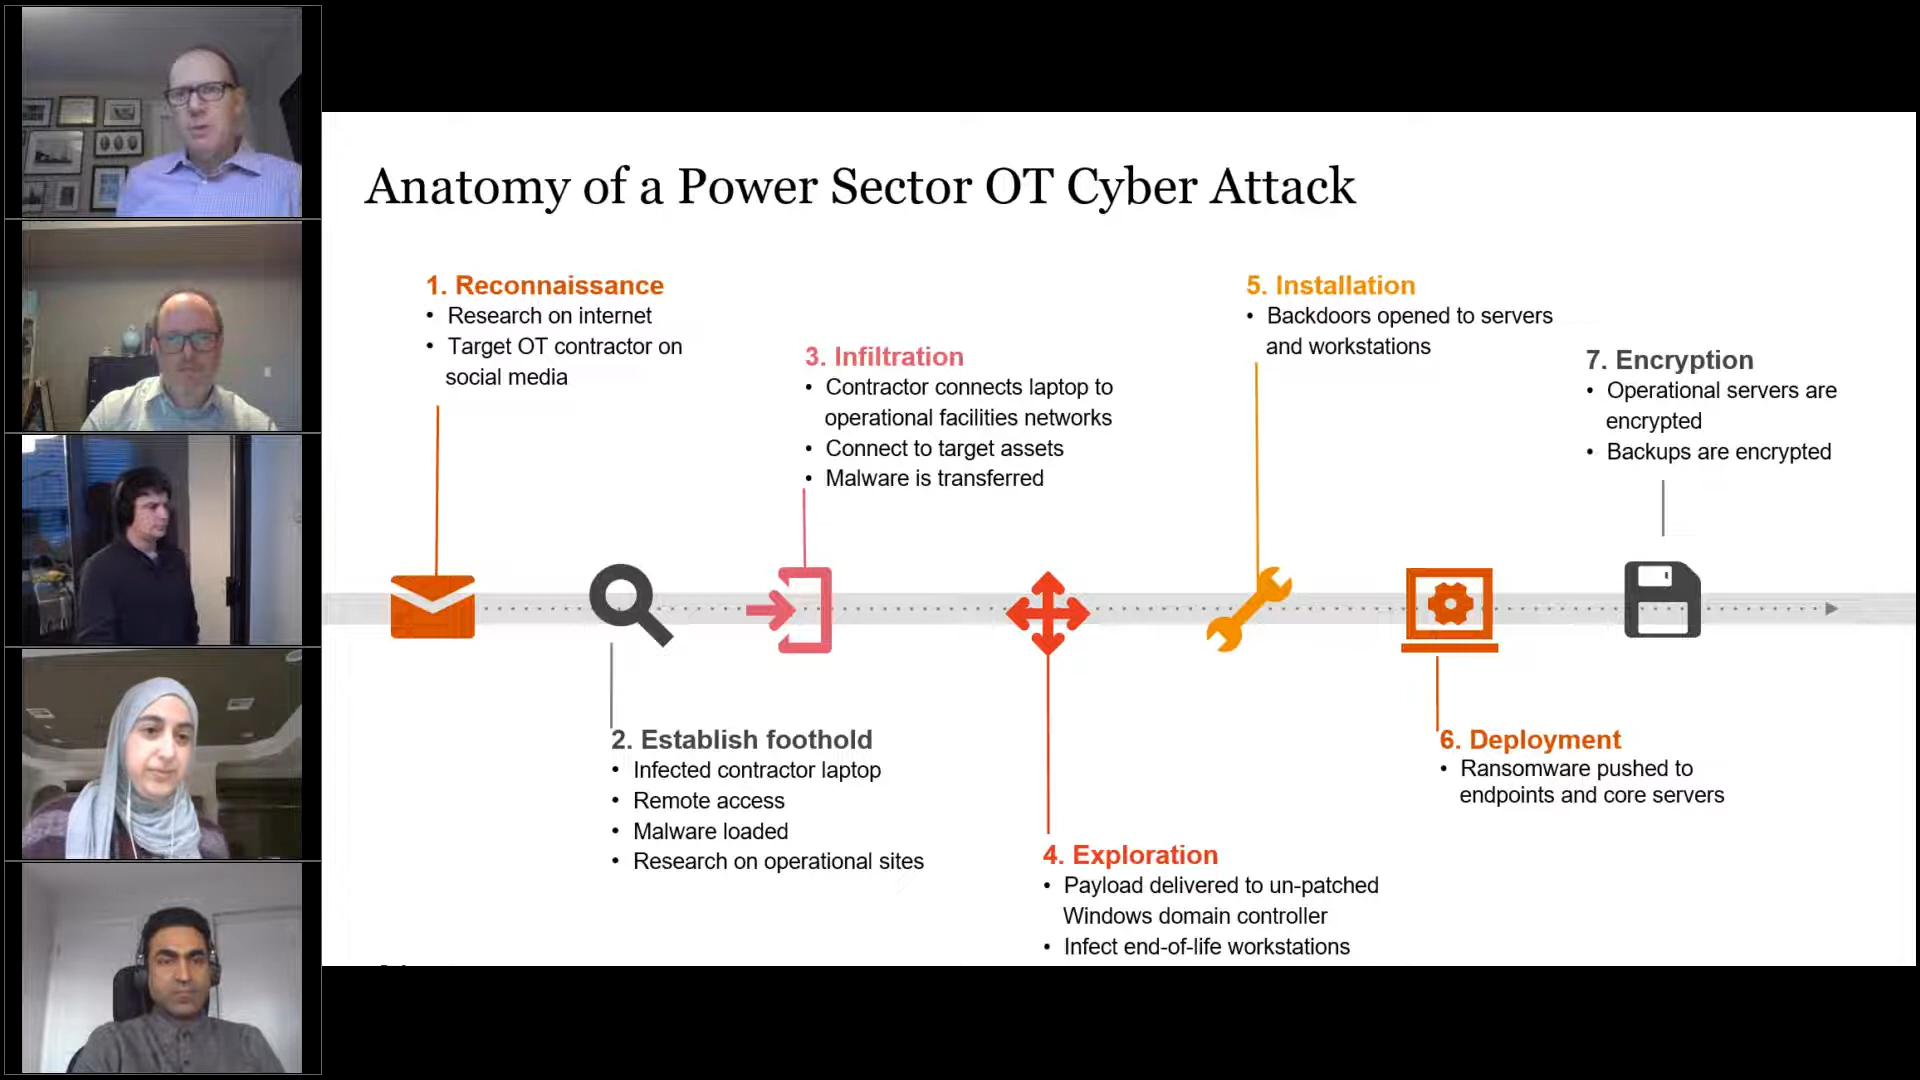 Anatomy of a Power Sector OT Cyber Attack
1. Reconnaissance
• Research on internet
• Target OT contractor on
social media
2. Establish foothold
• Infected contractor laptop
• Remote access
• Malware loaded
• Research on operational sites
3. Infiltration
• Contractor connects laptop to
operational facilities networks
• Connect to target assets
• Malware is transferred
4. Exploration
• Payload delivered to un-patched
Windows domain controller
• Infect end-of-life workstations
5. Installation
• Backdoors opened to servers
and workstations
6. Deployment
• Ransomware pushed to
endpoints and core servers
7. Encryption
• Operational servers are
encrypted
• Backups are encrypted